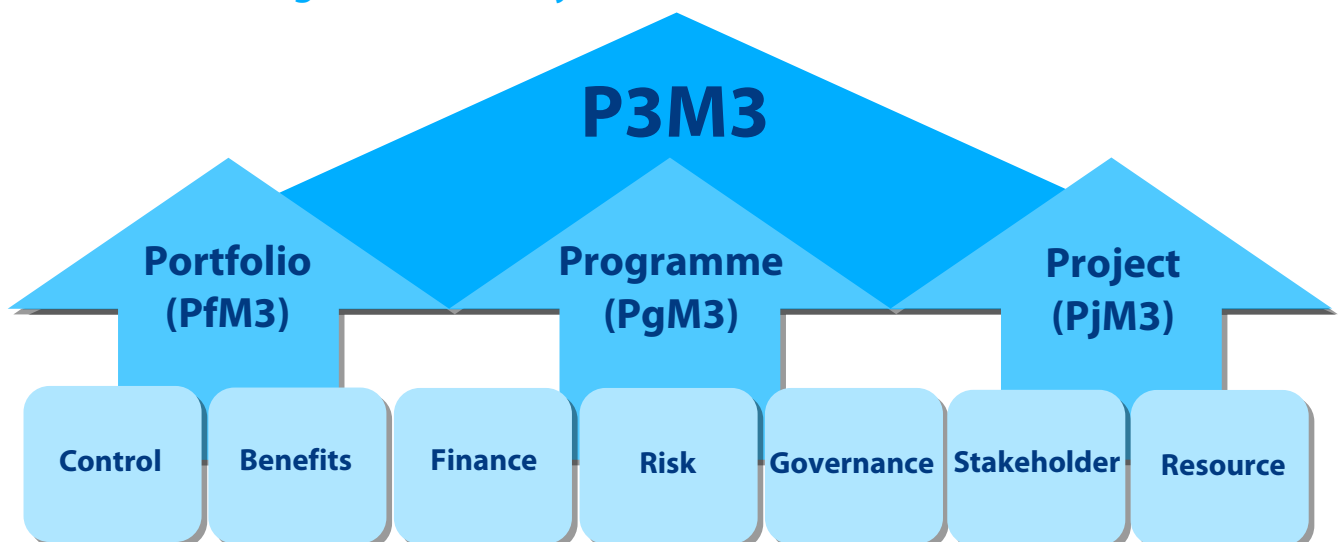 P3M3
Portfolio
(PfM3)
Programme
(PgM3)
Project
(PjM3)
Control
Benefits
Finance
Risk
Governance
Stakeholder
Resource